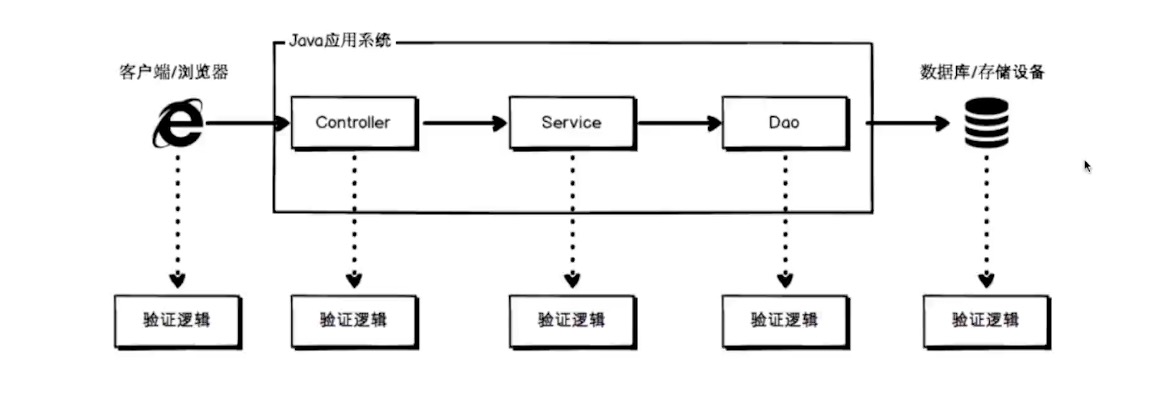 Java应用系统
客户端/浏览器
数据库/存储设备
Controller
Service
Dao
验证逻辑
验证逻辑
验证逻辑
验证逻辑
验证逻辑